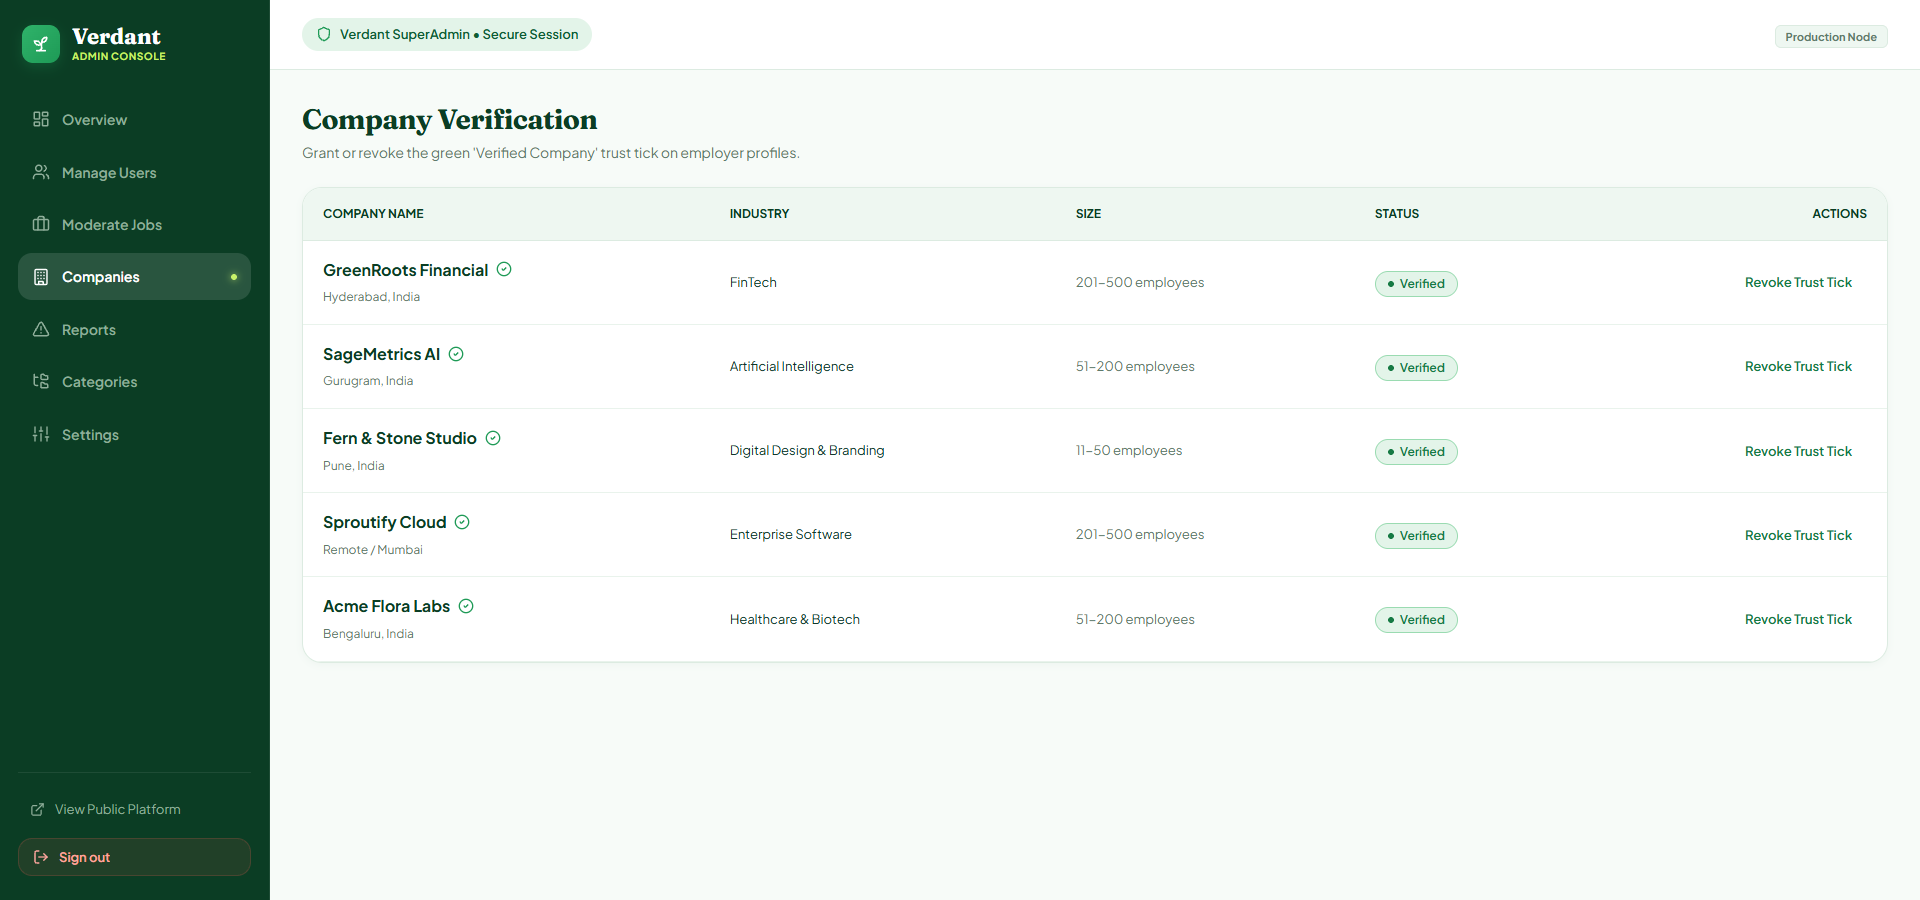 Verdant
ADMIN CONSOLE
Overview
Manage Users
Moderate Jobs
Companies
Reports
Categories
Settings
View Public Platform
Sign out
Verdant SuperAdmin • Secure Session
Production Node
Company Verification
Grant or revoke the green 'Verified Company' trust tick on employer profiles.
COMPANY NAME INDUSTRY SIZE STATUS ACTIONS
GreenRoots Financial
Hyderabad, India
FinTech 201–500 employees Verified Revoke Trust Tick
SageMetrics AI
Gurugram, India
Artificial Intelligence 51–200 employees Verified Revoke Trust Tick
Fern & Stone Studio
Pune, India
Digital Design & Branding 11–50 employees Verified Revoke Trust Tick
Sproutify Cloud
Remote / Mumbai
Enterprise Software 201–500 employees Verified Revoke Trust Tick
Acme Flora Labs
Bengaluru, India
Healthcare & Biotech 51–200 employees Verified Revoke Trust Tick